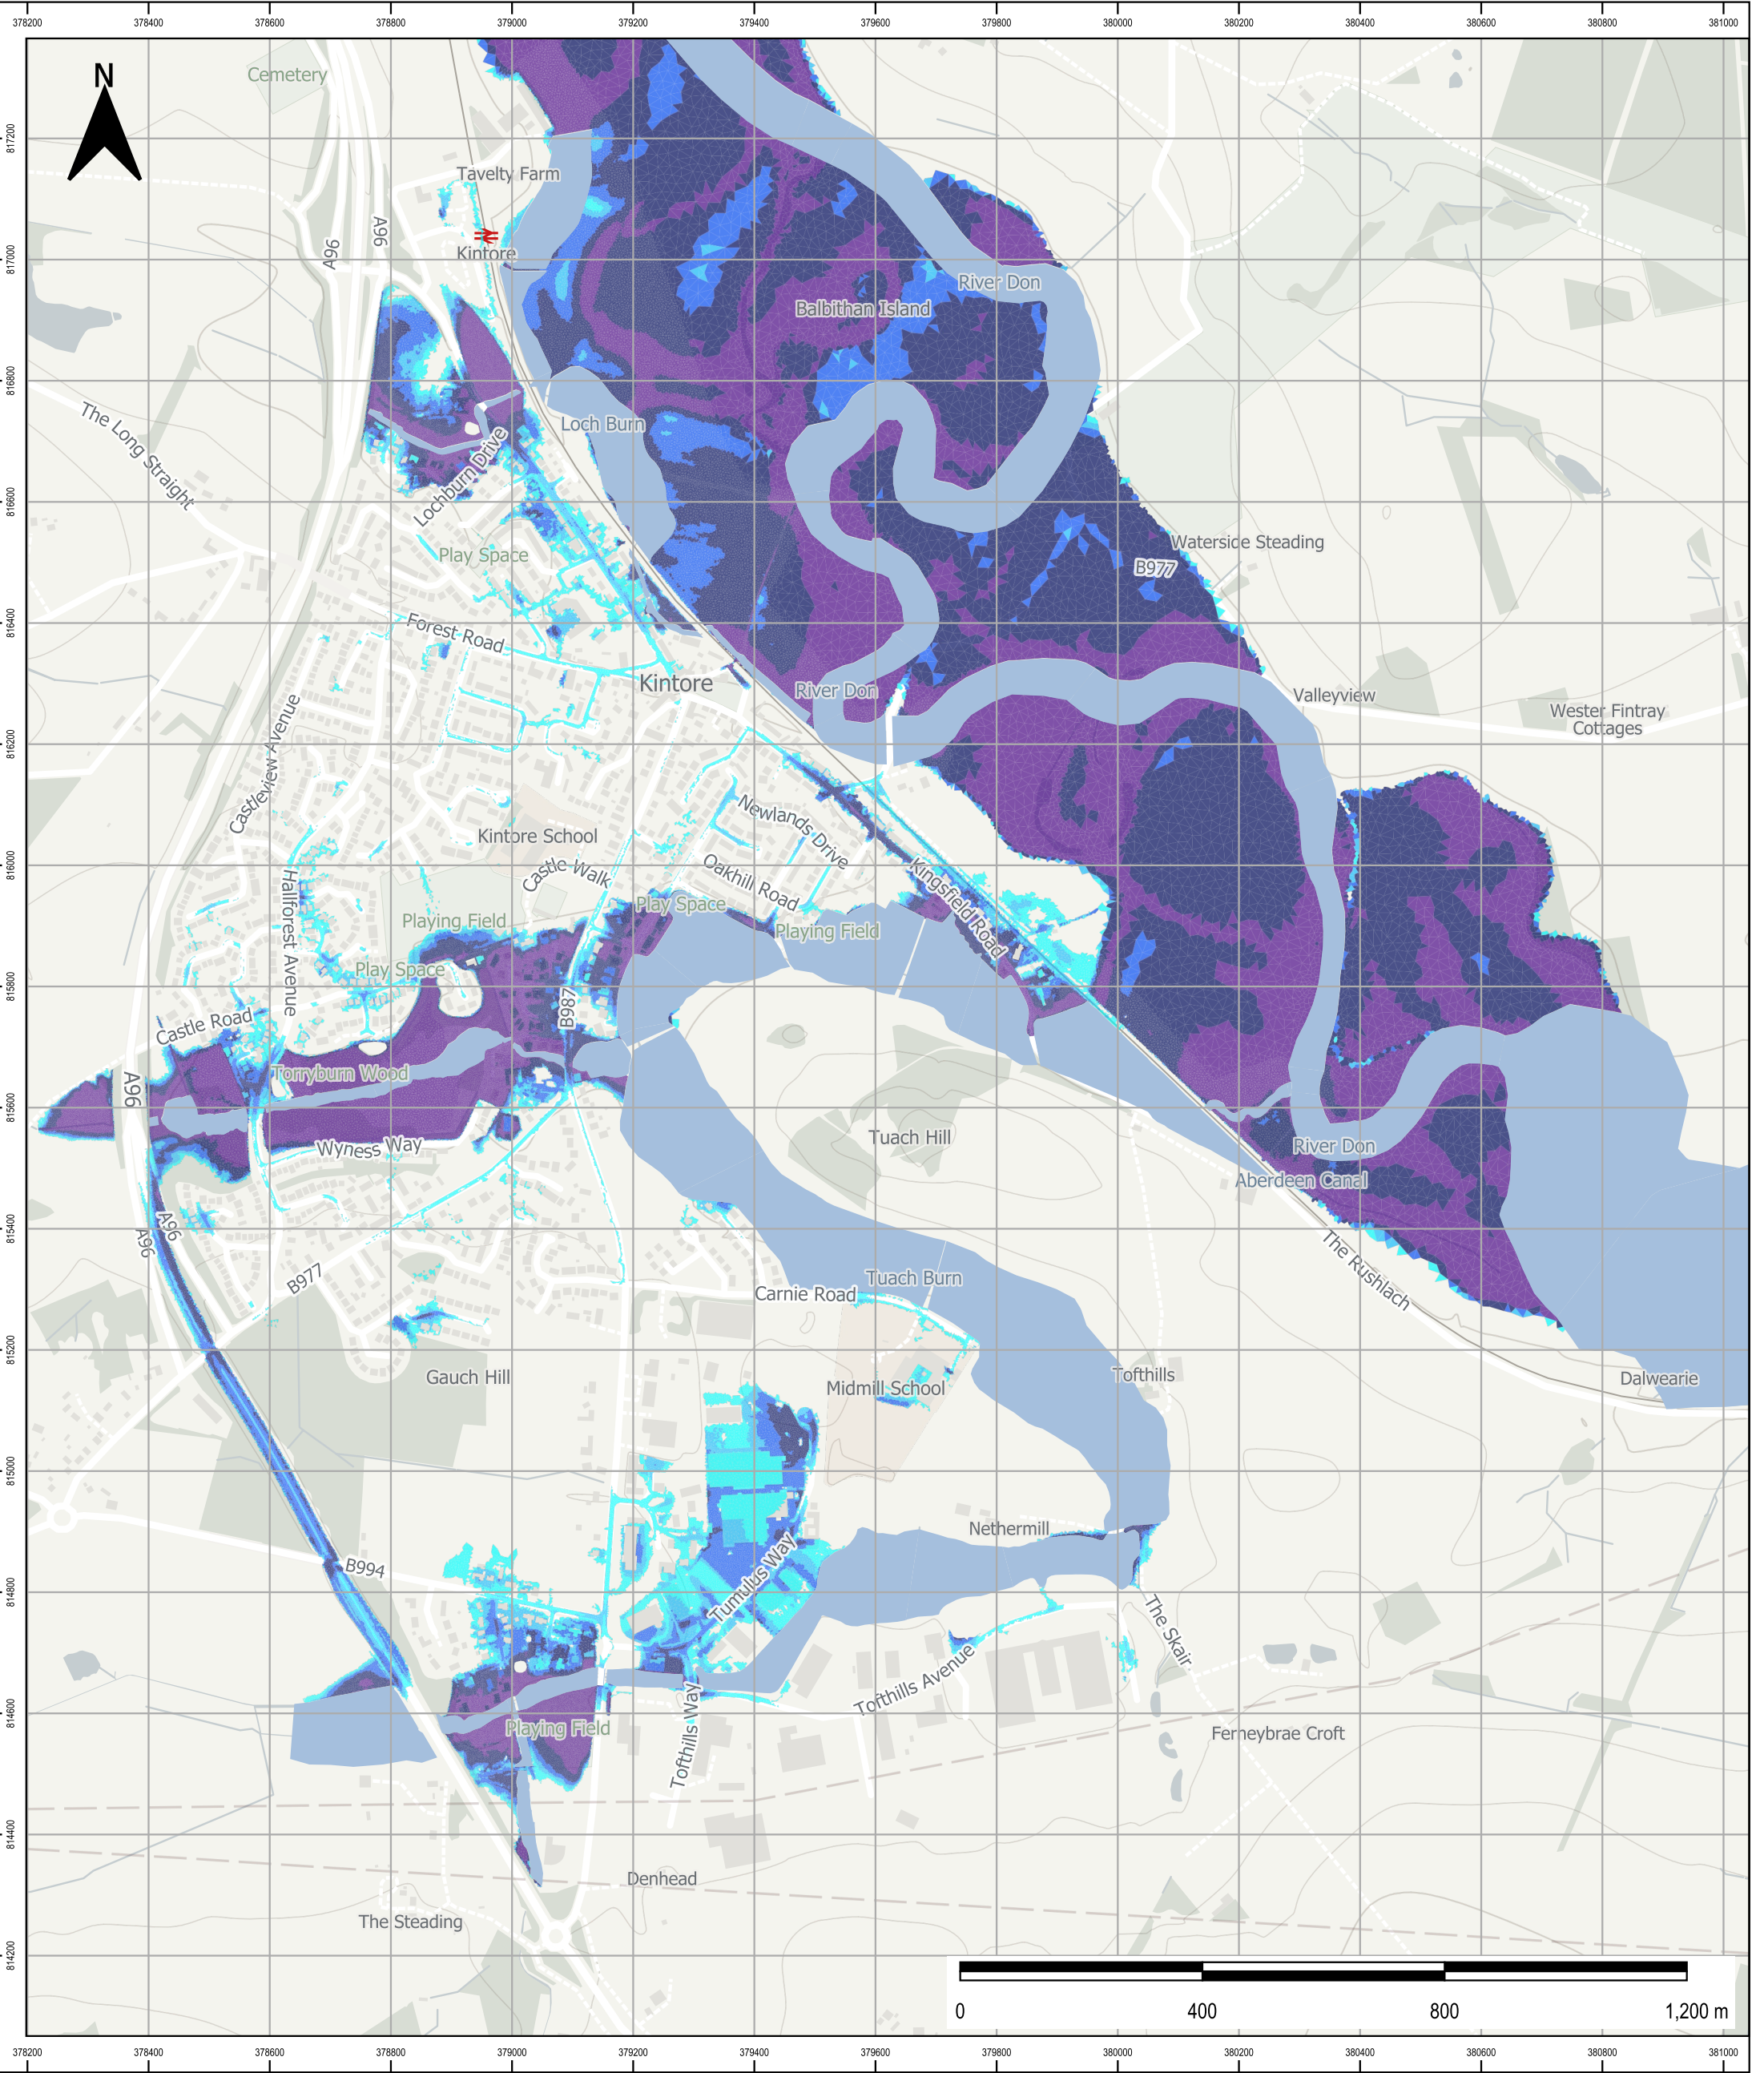 378200 378400 378600 378800 379000 379200 379400 379600 379800 380000 380200 380400 380600 380800 381000
N
Cemetery
817200
Tavelty Farm
A96
A96
817000
Kintore
River Don
Balbithan Island
816800
The Long Straight
Loch Burn
Lochburn Drive
816600
Play Space
Waterside Steading
B977
816400
Forest Road
Kintore
River Don
Valleyview
Wester Fintray
Cottages
Castleview Avenue
816200
Newlands Drive
Kintore School
816000
Castle Walk
Oakhill Road
Kingsfield Road
Hallforest Avenue
Play Space
Playing Field
Playing Field
Play Space
815800
B987
Castle Road
Torryburn Wood
A96
815600
Tuach Hill
Wyness Way
River Don
Aberdeen Canal
815400
A96
A96
B977
Tuach Burn
Carnie Road
The Rushlach
815200
Gauch Hill
Midmill School
Tofthills
Dalwearie
815000
Nethermill
B994
814800
Tumulus Way
The Skair
Tofthills Avenue
814600
Playing Field
Tofthills Way
Ferneybrae Croft
814400
Denhead
The Steading
814200
0 400 800 1,200 m
378200 378400 378600 378800 379000 379200 379400 379600 379800 380000 380200 380400 380600 380800 381000